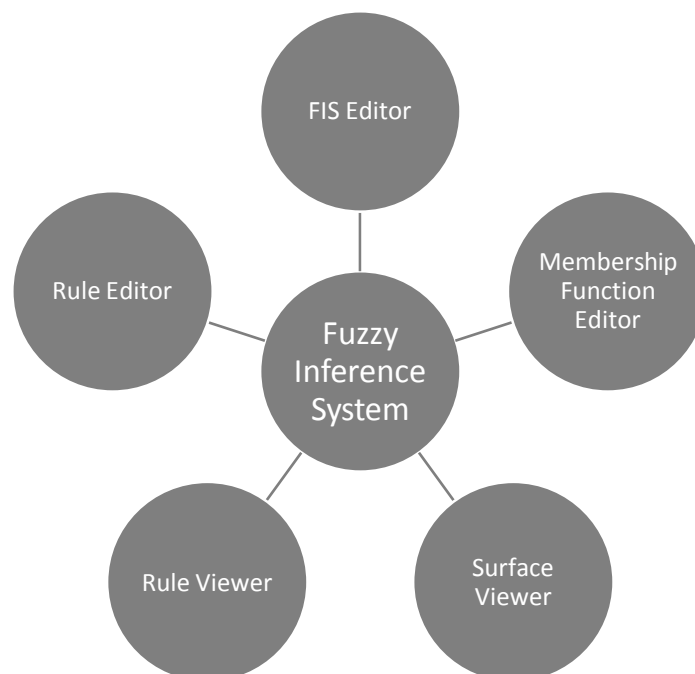 FIS Editor
Rule Editor
Membership
Function
Editor
Fuzzy
Inference
System
Rule Viewer
Surface
Viewer